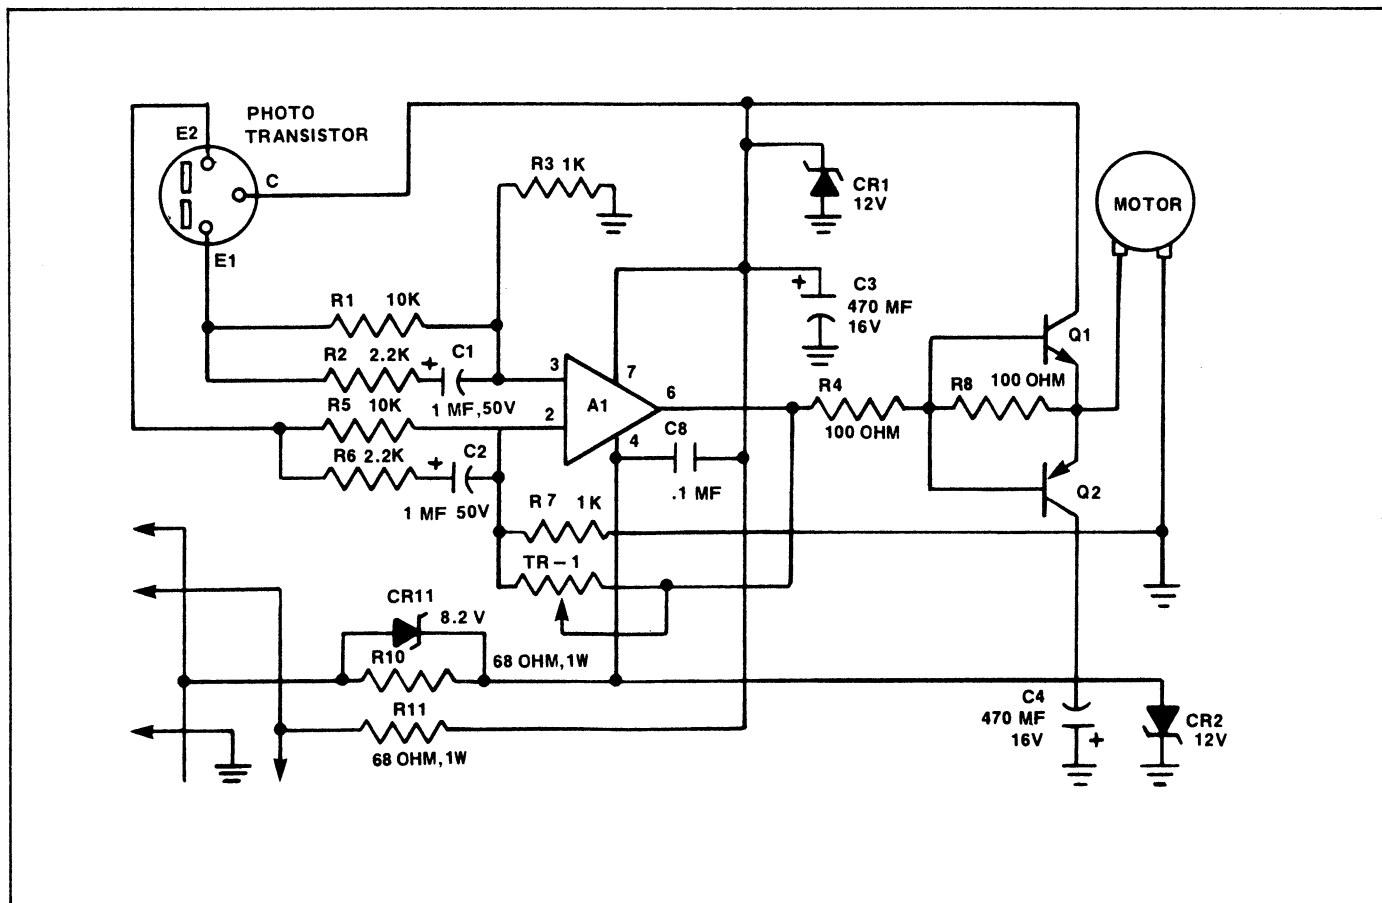 PHOTO
TRANSISTOR
E2
C
E1
R3 1K
CR1
12V
MOTOR
R1 10K
R2 2.2K
+ C1
1 MF, 50V
R5 10K
R6 2.2K
+ C2
1 MF 50V
3
7
2
A1
6
4
C8
.1 MF
+ C3
470 MF
16V
R4
100 OHM
R8
100 OHM
Q1
Q2
R7 1K
TR-1
CR11
8.2 V
R10
68 OHM, 1W
R11
68 OHM, 1W
C4
470 MF
16V +
CR2
12V